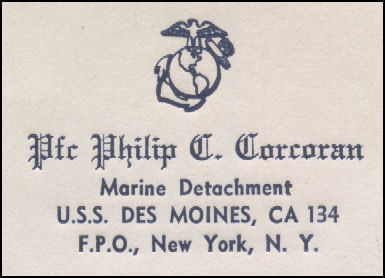 Pfc Philip C. Corcoran
Marine Detachment
U.S.S. DES MOINES, CA 134
F.P.O., New York, N. Y.